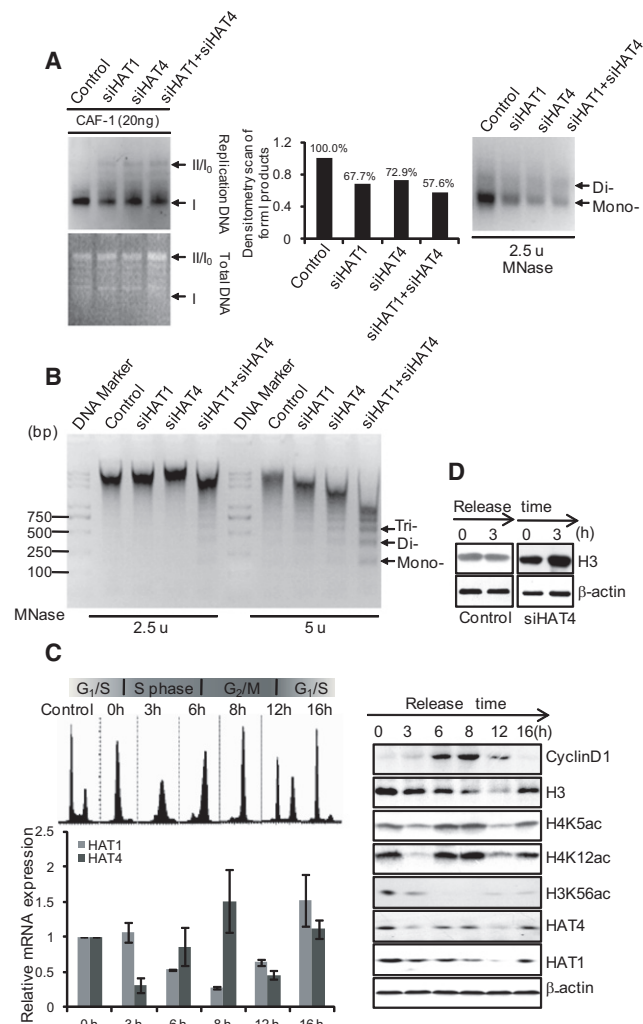 A
Control
siHAT1
siHAT4
siHAT1+siHAT4
CAF-1 (20ng)
II/I0
I
Replication DNA
II/I0
I
Total DNA
Densitometry scan of
form I products
1.2
0.8
0.4
0
100.0%
67.7%
72.9%
57.6%
Control
siHAT1
siHAT4
siHAT1+siHAT4
Control
siHAT1
siHAT4
siHAT1+siHAT4
Di-
Mono-
2.5 u
MNase
B
DNA Marker
Control
siHAT1
siHAT4
siHAT1+siHAT4
DNA Marker
Control
siHAT1
siHAT4
siHAT1+siHAT4
(bp)
750
500
250
100
Tri-
Di-
Mono-
MNase
2.5 u
5 u
D
Release time
0 3 0 3 (h)
H3
β-actin
Control siHAT4
C
G1/S S phase G2/M G1/S
Control 0h 3h 6h 8h 12h 16h
Relative mRNA expression
2.5
2
1.5
1
0.5
0
HAT1
HAT4
0h 3h 6h 8h 12h 16h
Release time
0 3 6 8 12 16(h)
CyclinD1
H3
H4K5ac
H4K12ac
H3K56ac
HAT4
HAT1
β-actin